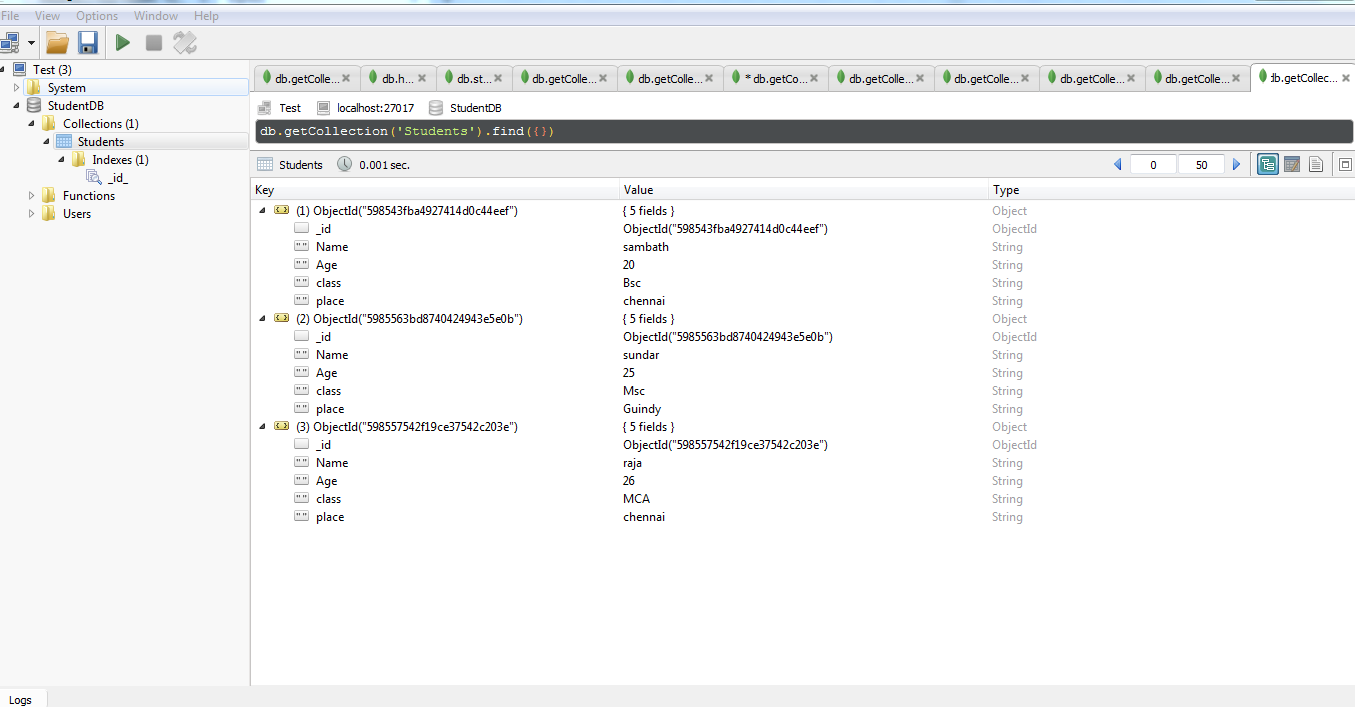 File View Options Window Help
Test (3)
System
StudentDB
Collections (1)
Students
Indexes (1)
_id_
Functions
Users
db.getColle... db.h... db.st... db.getColle... db.getColle... * db.getCo... db.getColle... db.getColle... db.getColle... db.getColle... db.getCollec...
Test localhost:27017 StudentDB
db.getCollection('Students').find({})
Students 0.001 sec. 0 50
Key Value Type
(1) ObjectId("598543fba4927414d0c44eef") { 5 fields } Object
_id ObjectId("598543fba4927414d0c44eef") ObjectId
Name sambath String
Age 20 String
class Bsc String
place chennai String
(2) ObjectId("5985563bd8740424943e5e0b") { 5 fields } Object
_id ObjectId("5985563bd8740424943e5e0b") ObjectId
Name sundar String
Age 25 String
class Msc String
place Guindy String
(3) ObjectId("598557542f19ce37542c203e") { 5 fields } Object
_id ObjectId("598557542f19ce37542c203e") ObjectId
Name raja String
Age 26 String
class MCA String
place chennai String
Logs